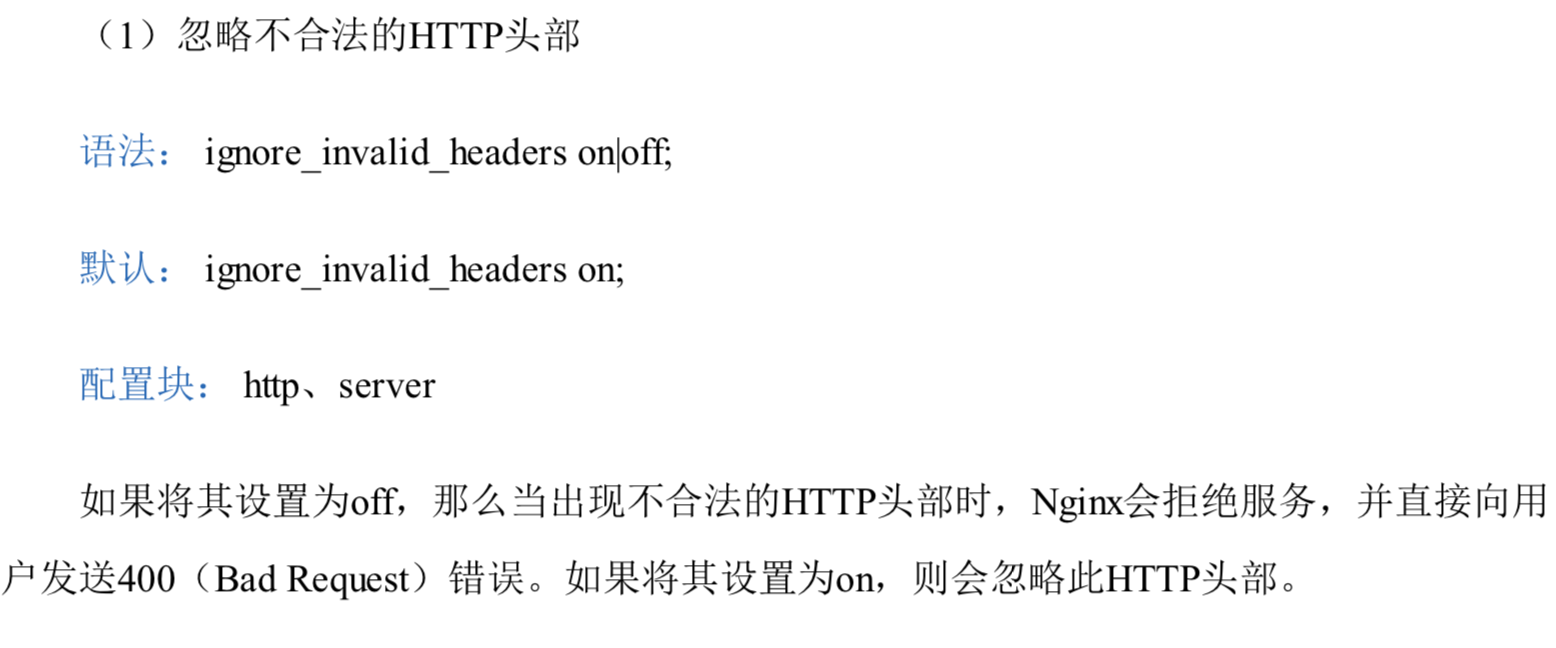 （1）忽略不合法的HTTP头部
语法： ignore_invalid_headers on|off;
默认： ignore_invalid_headers on;
配置块： http、server
如果将其设置为off，那么当出现不合法的HTTP头部时，Nginx会拒绝服务，并直接向用
户发送400（Bad Request）错误。如果将其设置为on，则会忽略此HTTP头部。